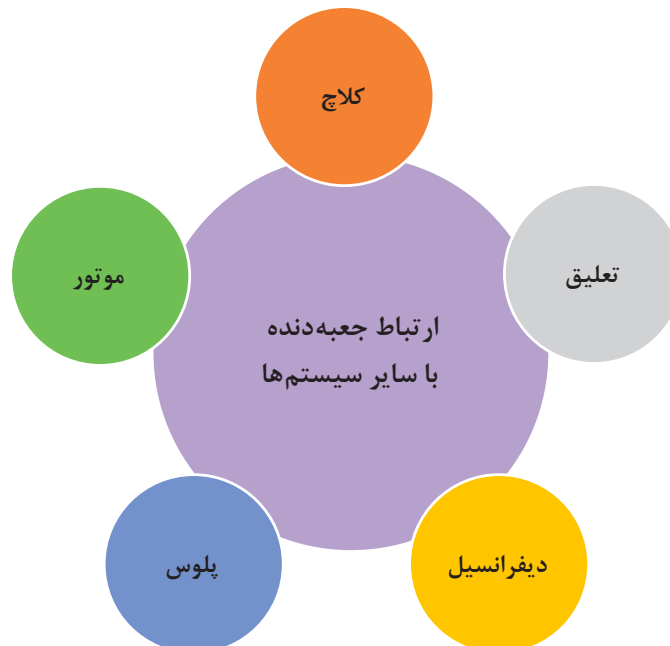 کلاچ
تعلیق
موتور
ارتباط جعبه‌دنده
با سایر سیستم‌ها
دیفرانسیل
پلوس